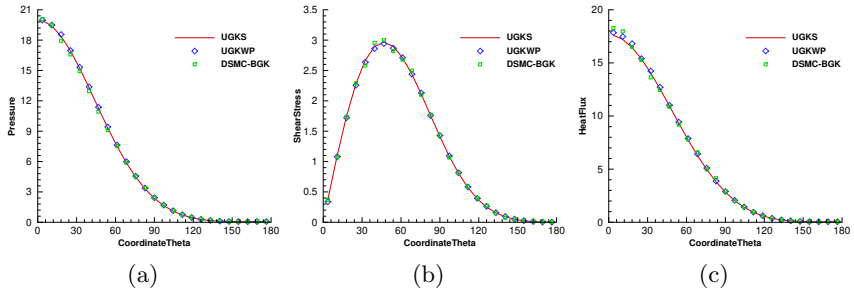 21
18
15
12
9
6
3
0
Pressure
UGKS
UGKWP
DSMC-BGK
0 30 60 90 120 150 180
CoordinateTheta
(a)
3.5
3
2.5
2
1.5
1
0.5
0
ShearStress
UGKS
UGKWP
DSMC-BGK
0 30 60 90 120 150 180
CoordinateTheta
(b)
20
15
10
5
0
HeatFlux
UGKS
UGKWP
DSMC-BGK
0 30 60 90 120 150 180
CoordinateTheta
(c)